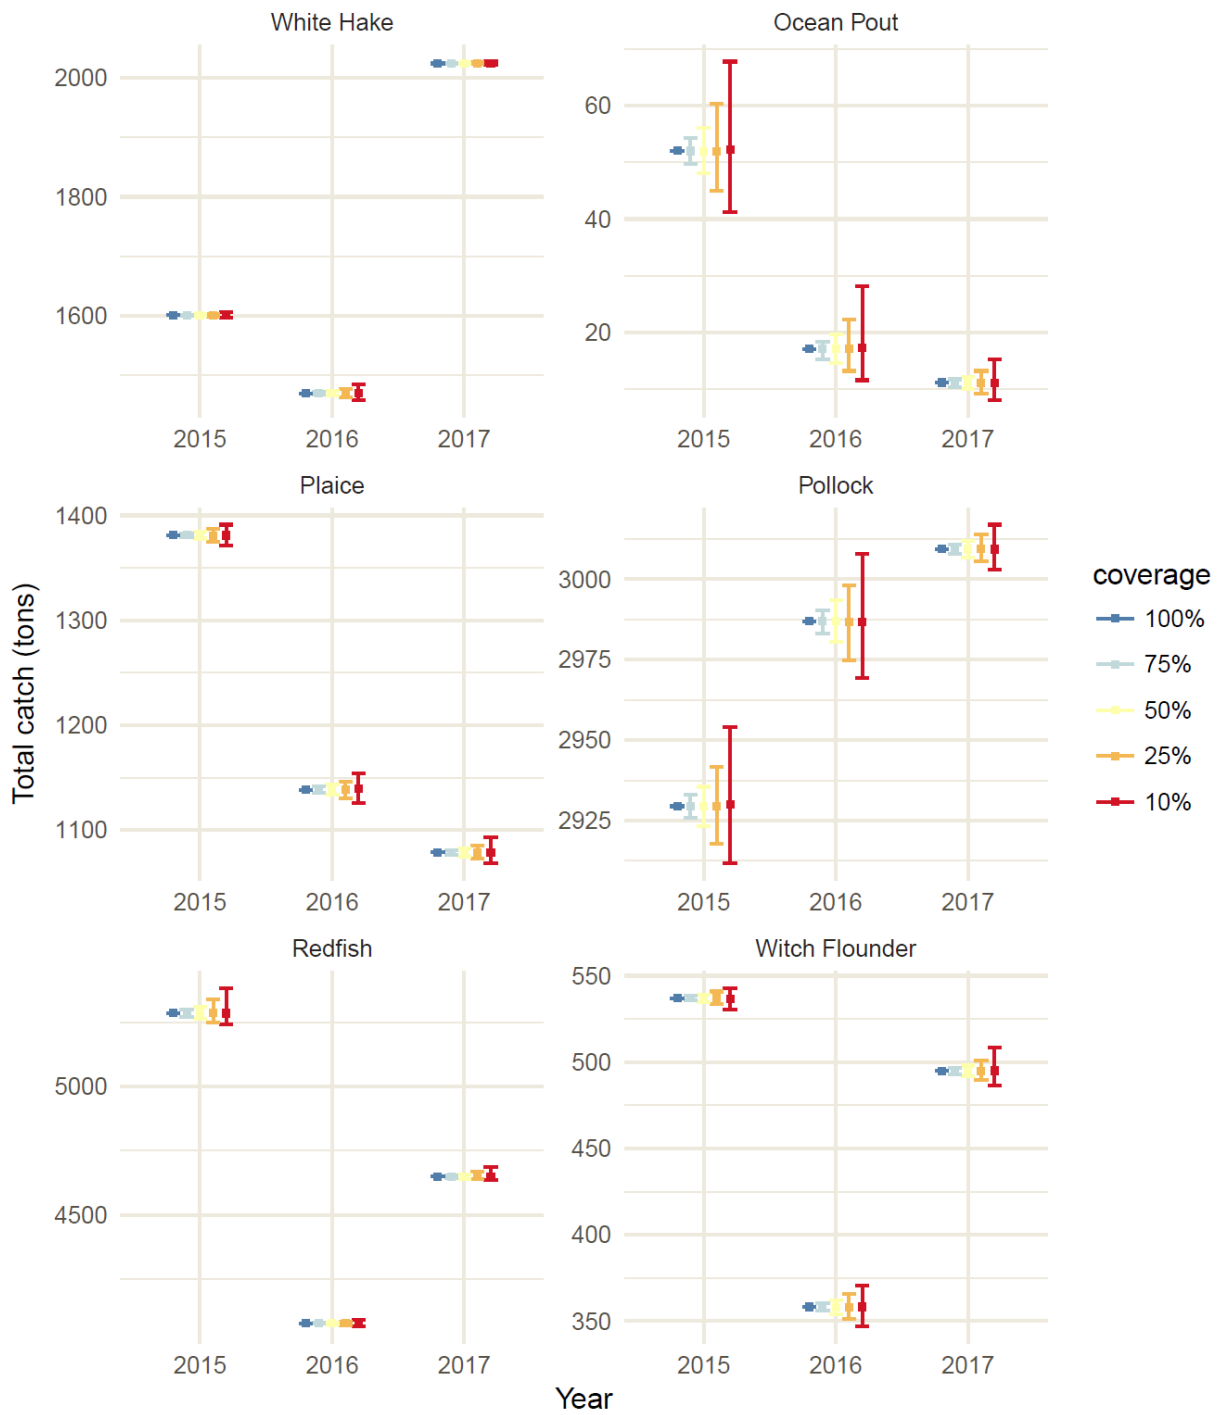 White Hake
2000
1800
1600
2015 2016 2017
Ocean Pout
60
40
20
2015 2016 2017
Plaice
1400
1300
1200
1100
2015 2016 2017
Pollock
3000
2975
2950
2925
2015 2016 2017
Redfish
5000
4500
2015 2016 2017
Witch Flounder
550
500
450
400
350
2015 2016 2017
Total catch (tons)
Year
coverage
100%
75%
50%
25%
10%